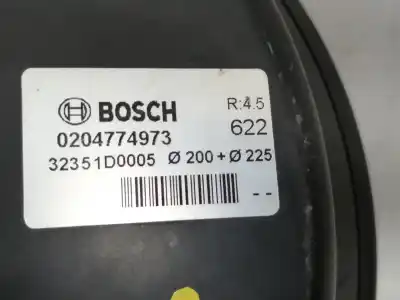 BOSCH R:4.5
0204774973 622
32351D0005 Ø 200 + Ø 225
- -